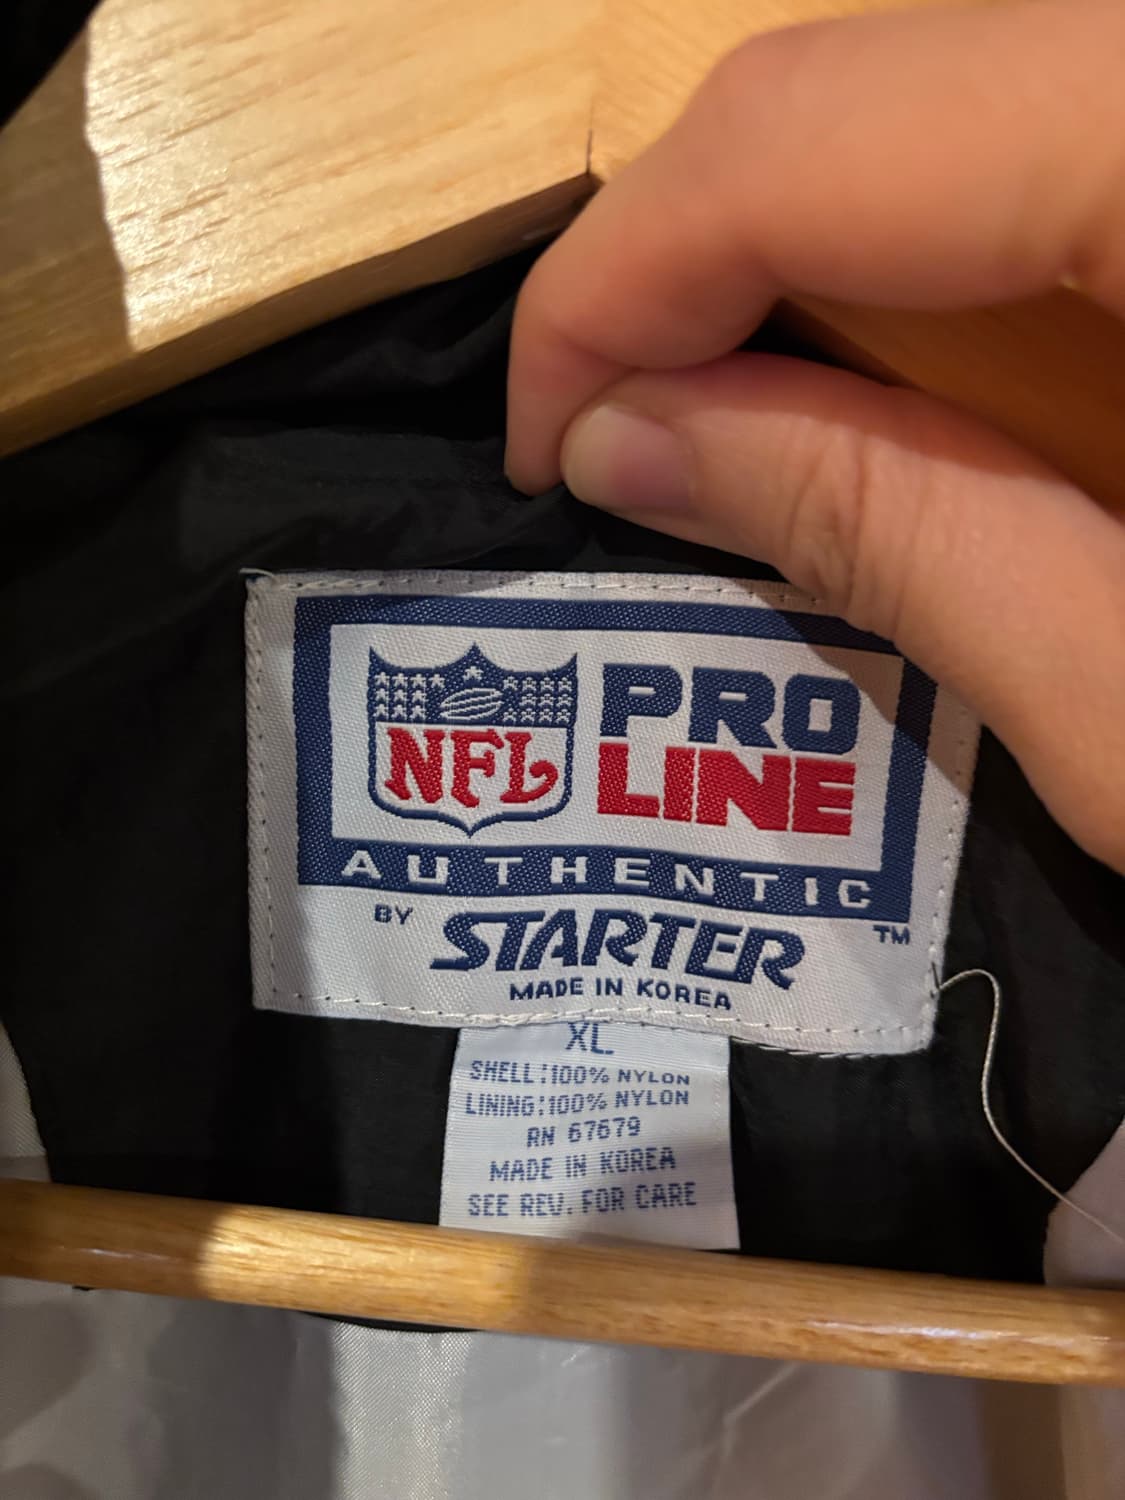 NFL
PRO
LINE
AUTHENTIC
BY STARTER TM
MADE IN KOREA
XL
SHELL:100% NYLON
LINING:100% NYLON
RN 67679
MADE IN KOREA
SEE REV. FOR CARE